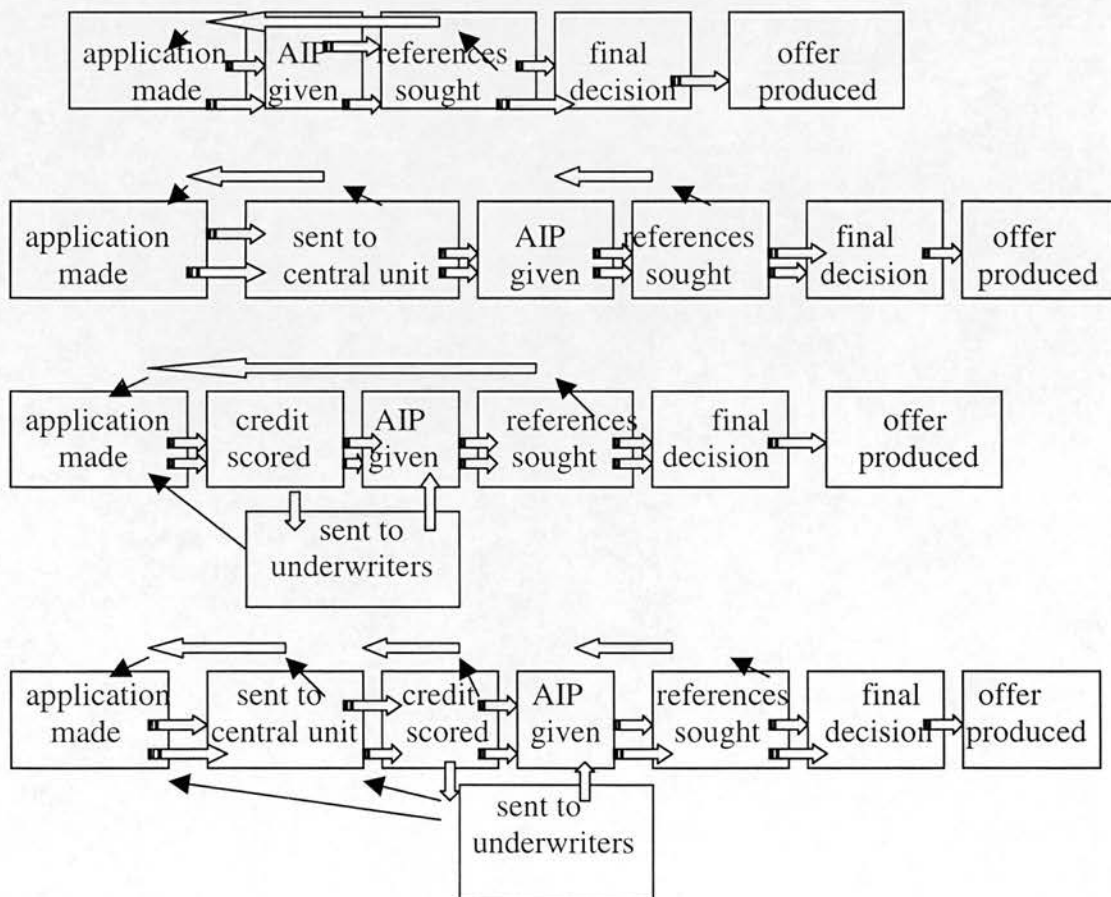 application made
AIP given
references sought
final decision
offer produced
application made
sent to central unit
AIP given
references sought
final decision
offer produced
application made
credit scored
AIP given
references sought
final decision
offer produced
sent to underwriters
application made
sent to central unit
credit scored
AIP given
references sought
final decision
offer produced
sent to underwriters